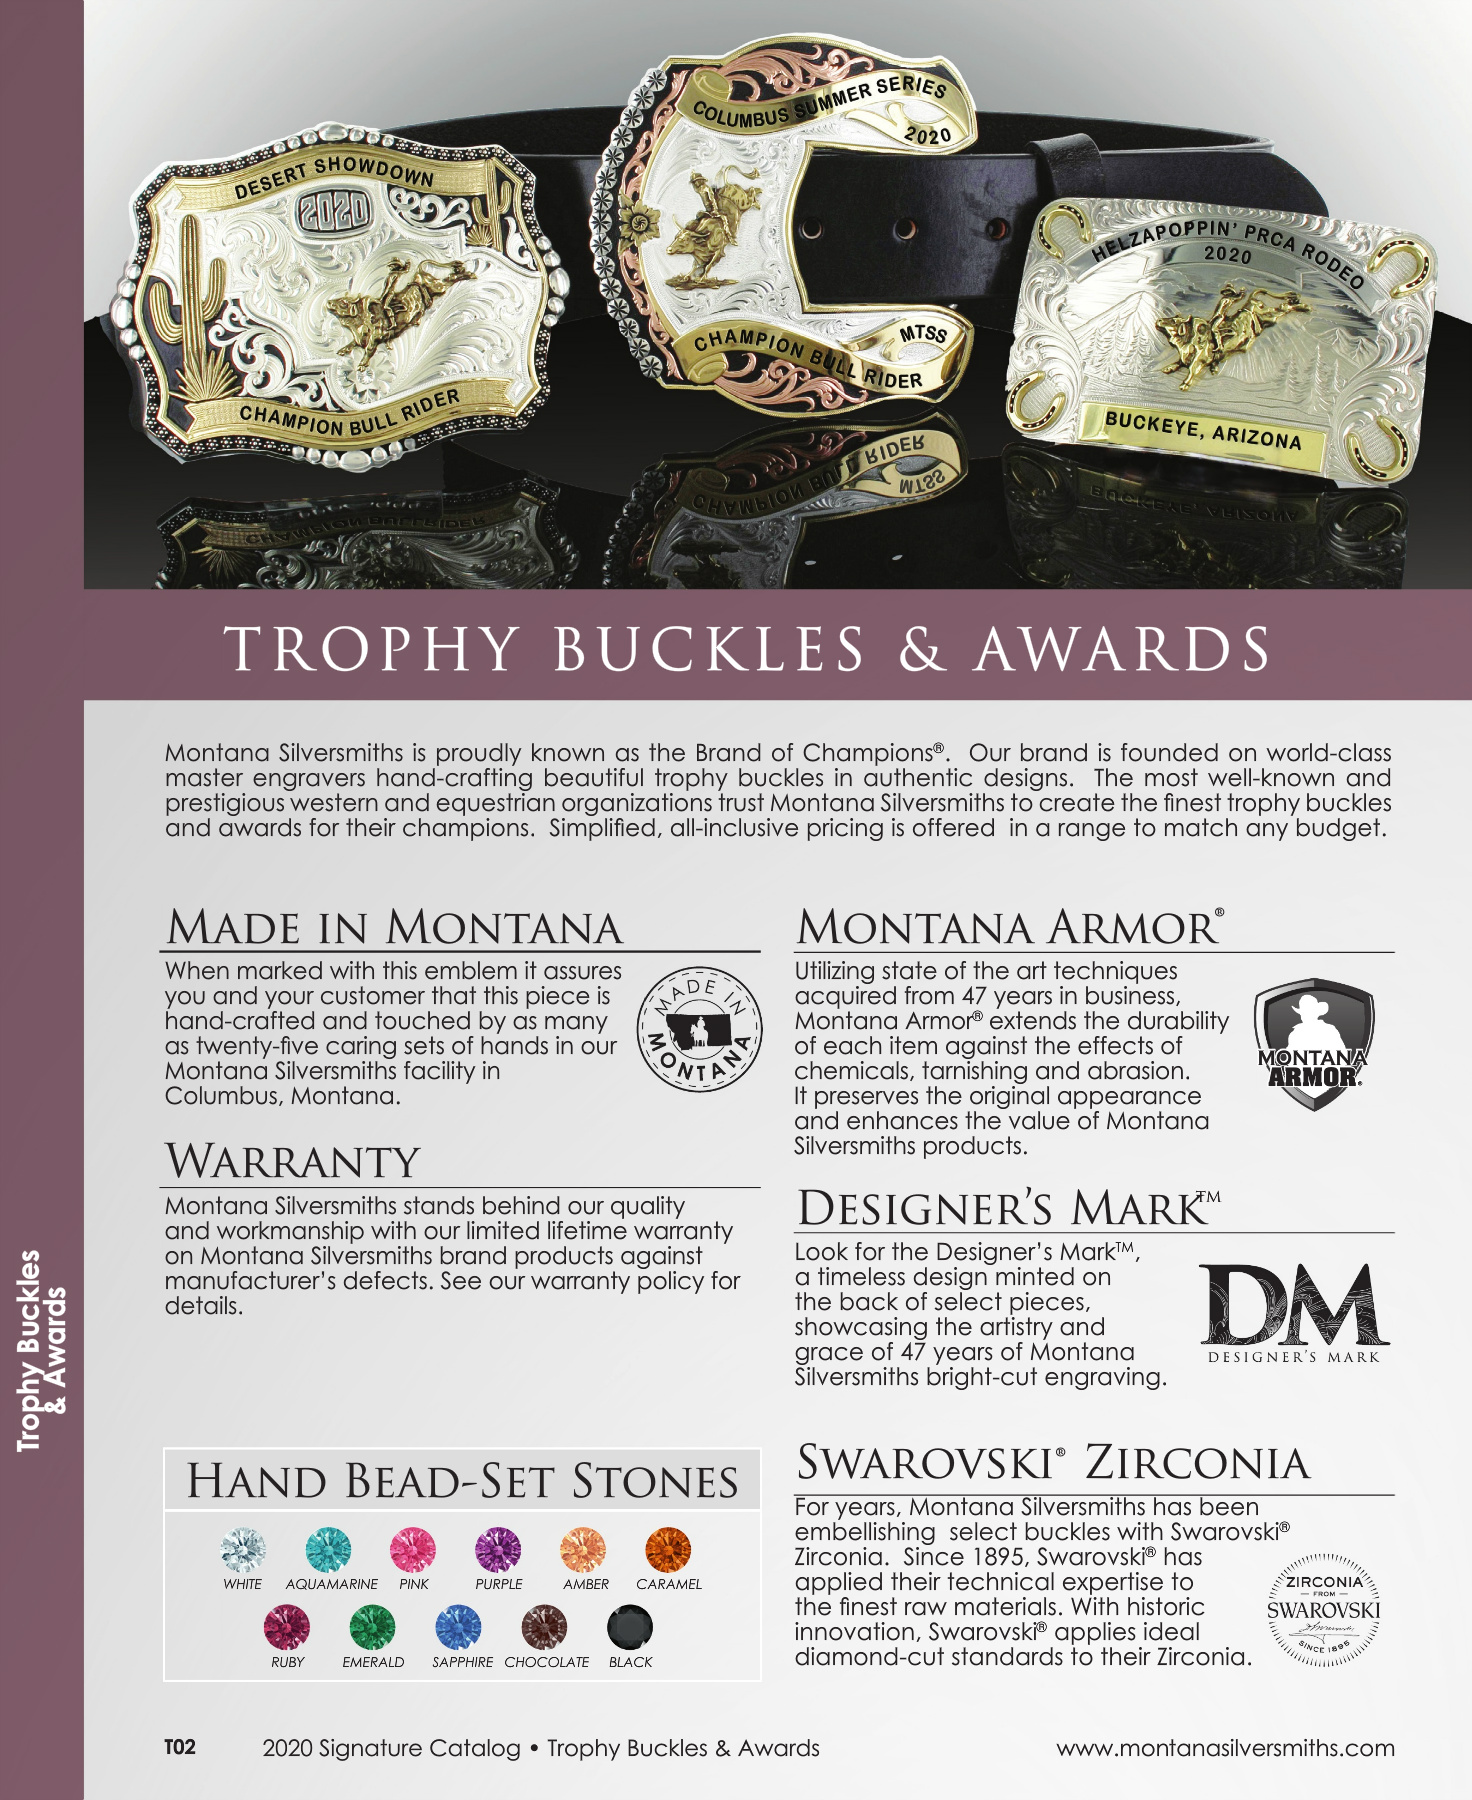 DESERT SHOWDOWN
2020
CHAMPION BULL RIDER
COLUMBUS SUMMER SERIES
2020
CHAMPION BULL RIDER
MTSS
HELZAPOPPIN' PRCA RODEO
2020
BUCKEYE, ARIZONA
TROPHY BUCKLES & AWARDS
Montana Silversmiths is proudly known as the Brand of Champions®.  Our brand is founded on world-class
master engravers hand-crafting beautiful trophy buckles in authentic designs.  The most well-known and
prestigious western and equestrian organizations trust Montana Silversmiths to create the finest trophy buckles
and awards for their champions.  Simplified, all-inclusive pricing is offered  in a range to match any budget.
MADE IN MONTANA
When marked with this emblem it assures
you and your customer that this piece is
hand-crafted and touched by as many
as twenty-five caring sets of hands in our
Montana Silversmiths facility in
Columbus, Montana.
MADE IN
MONTANA
WARRANTY
Montana Silversmiths stands behind our quality
and workmanship with our limited lifetime warranty
on Montana Silversmiths brand products against
manufacturer's defects. See our warranty policy for
details.
HAND BEAD-SET STONES
WHITE AQUAMARINE PINK PURPLE AMBER CARAMEL
RUBY EMERALD SAPPHIRE CHOCOLATE BLACK
MONTANA ARMOR®
Utilizing state of the art techniques
acquired from 47 years in business,
Montana Armor® extends the durability
of each item against the effects of
chemicals, tarnishing and abrasion.
It preserves the original appearance
and enhances the value of Montana
Silversmiths products.
MONTANA
ARMOR®
DESIGNER'S MARK™
Look for the Designer's Mark™,
a timeless design minted on
the back of select pieces,
showcasing the artistry and
grace of 47 years of Montana
Silversmiths bright-cut engraving.
DM
DESIGNER'S MARK
SWAROVSKI® ZIRCONIA
For years, Montana Silversmiths has been
embellishing  select buckles with Swarovski®
Zirconia.  Since 1895, Swarovski® has
applied their technical expertise to
the finest raw materials. With historic
innovation, Swarovski® applies ideal
diamond-cut standards to their Zirconia.
ZIRCONIA
FROM
SWAROVSKI
SINCE 1895
Trophy Buckles
& Awards
T02 2020 Signature Catalog • Trophy Buckles & Awards www.montanasilversmiths.com